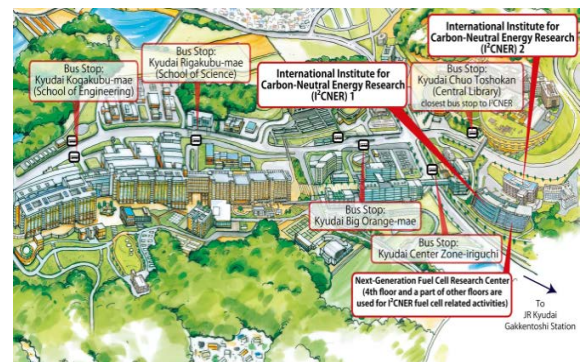 International Institute for
Carbon-Neutral Energy Research
(I²CNER) 2
Bus Stop:
Kyudai Rigakubu-mae
(School of Science)
Bus Stop:
Kyudai Kogakubu-mae
(School of Engineering)
International Institute for
Carbon-Neutral Energy Research
(I²CNER) 1
Bus Stop:
Kyudai Chuo Toshokan
(Central Library)
closest bus stop to I²CNER
Bus Stop:
Kyudai Big Orange-mae
Bus Stop:
Kyudai Center Zone-iriguchi
Next-Generation Fuel Cell Research Center
(4th floor and a part of other floors are
used for I²CNER fuel cell related activities)
To
JR Kyudai
Gakkentoshi Station